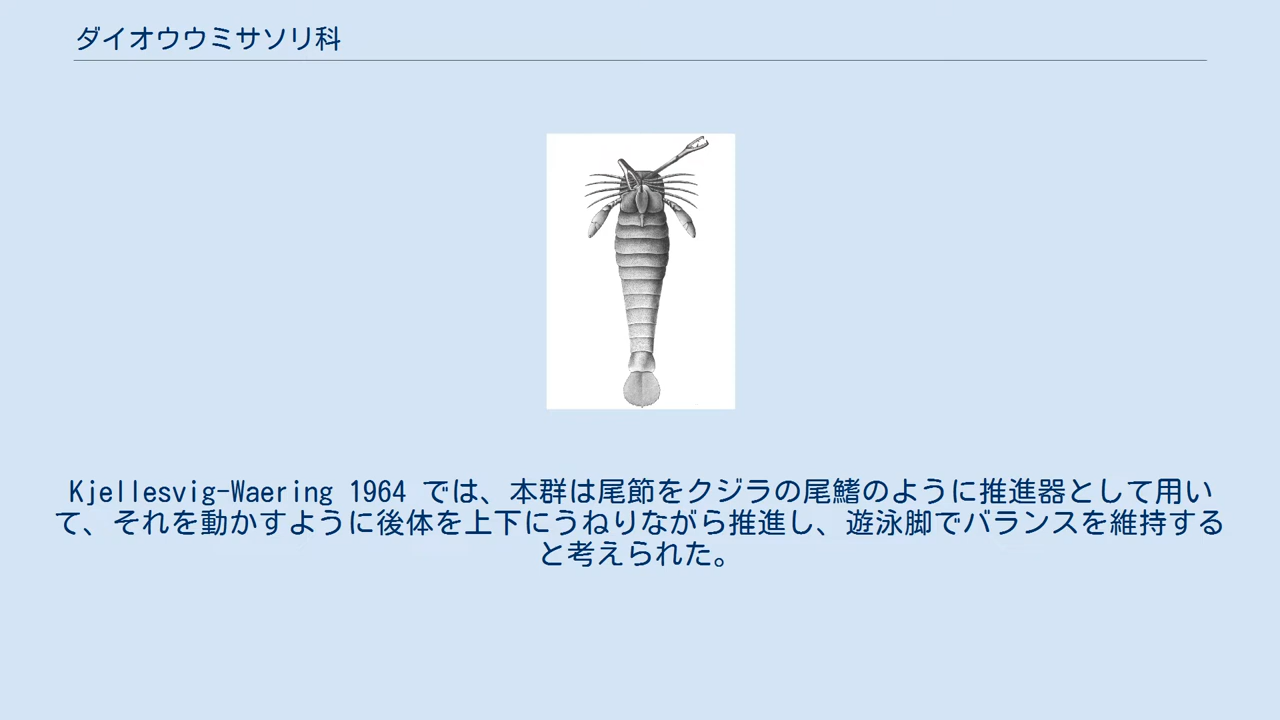 ダイオウウミサソリ科
Kjellesvig-Waering 1964 では、本群は尾節をクジラの尾鰭のように推進器として用い
て、それを動かすように後体を上下にうねりながら推進し、遊泳脚でバランスを維持する
と考えられた。